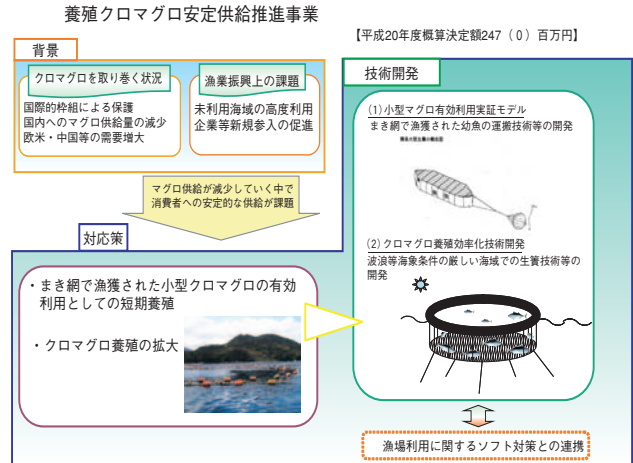 養殖クロマグロ安定供給推進事業
【平成20年度概算決定額247（0）百万円】
背景
クロマグロを取り巻く状況
国際的枠組による保護
国内へのマグロ供給量の減少
欧米・中国等の需要増大
漁業振興上の課題
未利用海域の高度利用
企業等新規参入の促進
マグロ供給が減少していく中で
消費者への安定的な供給が課題
対応策
・まき網で漁獲された小型クロマグロの有効
利用としての短期養殖
・クロマグロ養殖の拡大
技術開発
(1)小型マグロ有効利用実証モデル
まき網で漁獲された幼魚の運搬技術等の開発
(2)クロマグロ養殖効率化技術開発
波浪等海象条件の厳しい海域での生簀技術等の
開発
漁場利用に関するソフト対策との連携